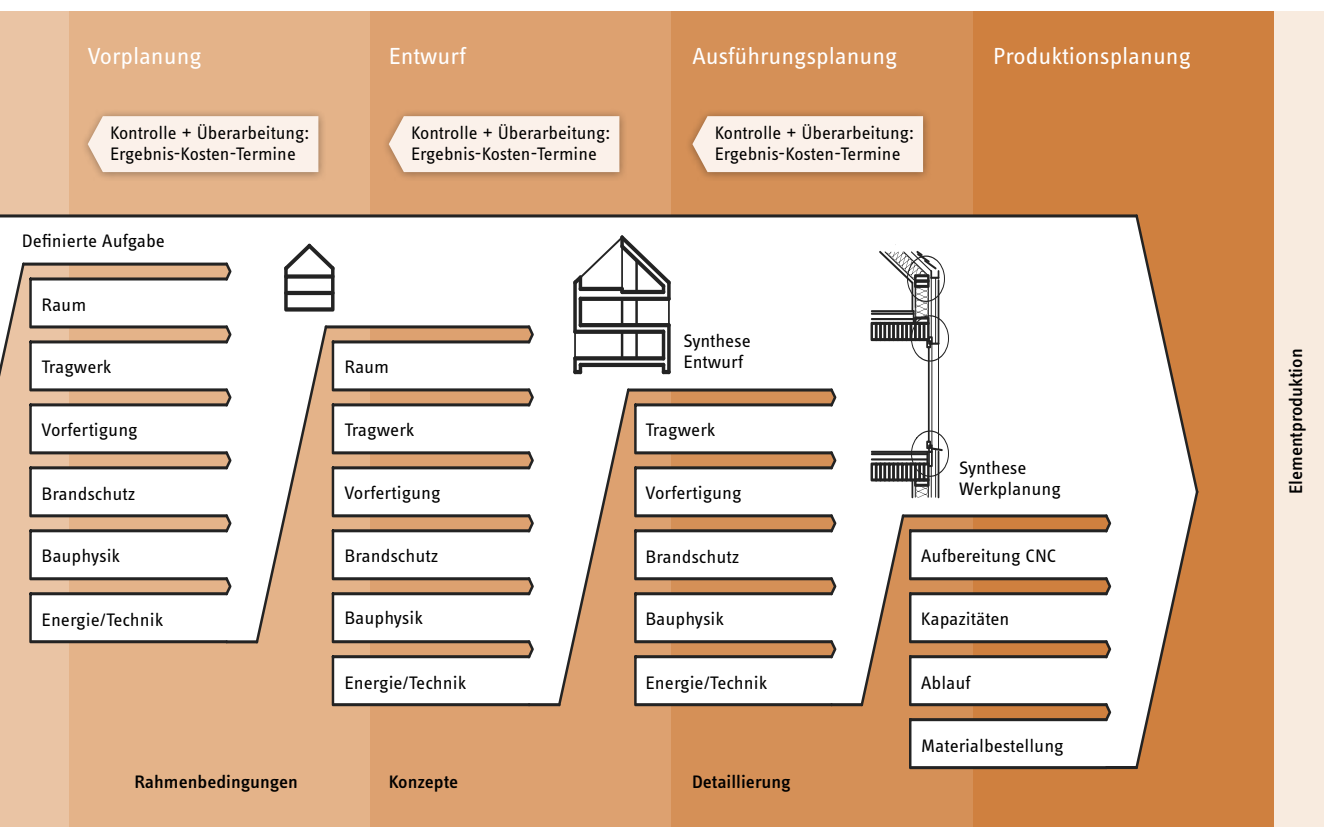 Vorplanung
Entwurf
Ausführungsplanung
Produktionsplanung
Kontrolle + Überarbeitung:
Ergebnis-Kosten-Termine
Kontrolle + Überarbeitung:
Ergebnis-Kosten-Termine
Kontrolle + Überarbeitung:
Ergebnis-Kosten-Termine
Definierte Aufgabe
Raum
Tragwerk
Vorfertigung
Brandschutz
Bauphysik
Energie/Technik
Raum
Tragwerk
Vorfertigung
Brandschutz
Bauphysik
Energie/Technik
Synthese
Entwurf
Tragwerk
Vorfertigung
Brandschutz
Bauphysik
Energie/Technik
Synthese
Werkplanung
Aufbereitung CNC
Kapazitäten
Ablauf
Materialbestellung
Rahmenbedingungen
Konzepte
Detaillierung
Elementproduktion